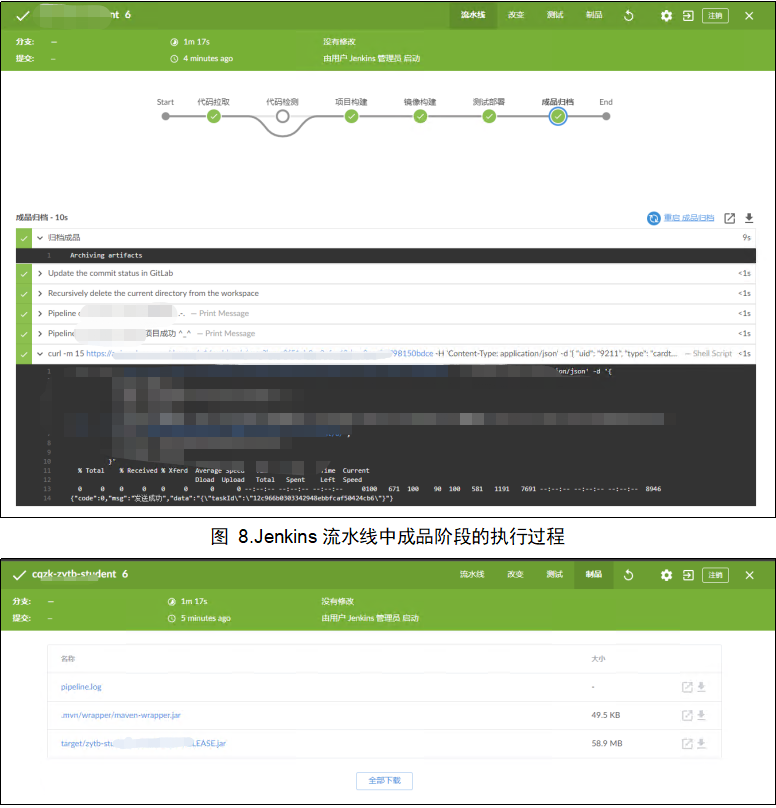 nt 6 流水线 改变 测试 制品 注销
分支: — 1m 17s 没有修改
提交: — 4 minutes ago 由用户 Jenkins 管理员 启动
Start 代码拉取 代码检测 项目构建 镜像构建 测试部署 成品归档 End
成品归档 - 10s 重启 成品归档
归档成品 9s
1 Archiving artifacts
Update the commit status in GitLab <1s
Recursively delete the current directory from the workspace <1s
Pipeline — Print Message <1s
Pipeline 项目成功 ^_^ — Print Message <1s
curl -m 15 https:// 98150bdce -H 'Content-Type: application/json' -d '{ "uid": "9211", "type": "cardt... — Shell Script <1s
1 on/json' -d '{
7
8
9
10 }'
11 % Total % Received % Xferd Average Time Current
12 Dload Upload Total Spent Left Speed
13 0 0 0 0 0 0 0 0 --:--:-- --:--:-- --:--:-- 0100 671 100 90 100 581 1191 7691 --:--:-- --:--:-- --:--:-- 8946
14 {"code":0,"msg":"发送成功","data":"{\"taskId\":\"12c966b0303342948ebbfcaf50424cb6\"}"}
图 8.Jenkins 流水线中成品阶段的执行过程
cqzk-zytb-student 6 流水线 改变 测试 制品 注销
分支: — 1m 17s 没有修改
提交: — 5 minutes ago 由用户 Jenkins 管理员 启动
名称 大小
pipeline.log -
.mvn/wrapper/maven-wrapper.jar 49.5 KB
target/zytb-stu LEASE.jar 58.9 MB
全部下载